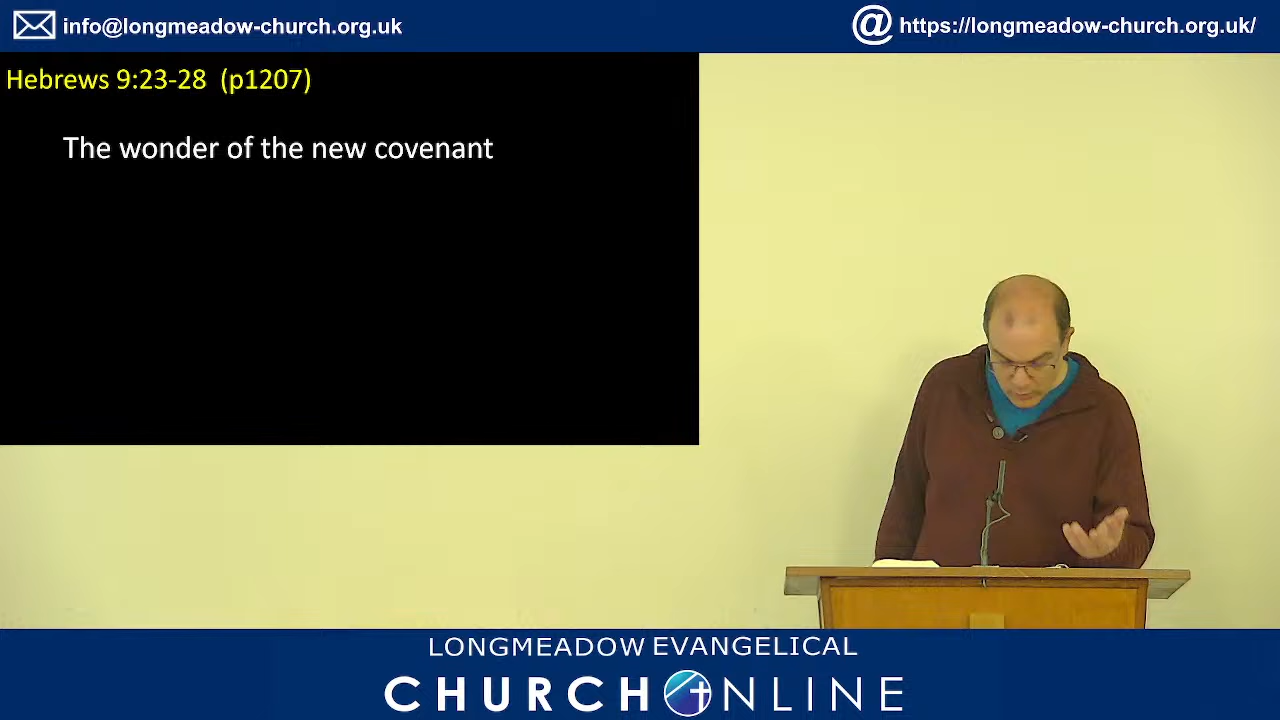 info@longmeadow-church.org.uk
https://longmeadow-church.org.uk/
Hebrews 9:23-28 (p1207)
The wonder of the new covenant
LONGMEADOW EVANGELICAL
CHURCH ONLINE